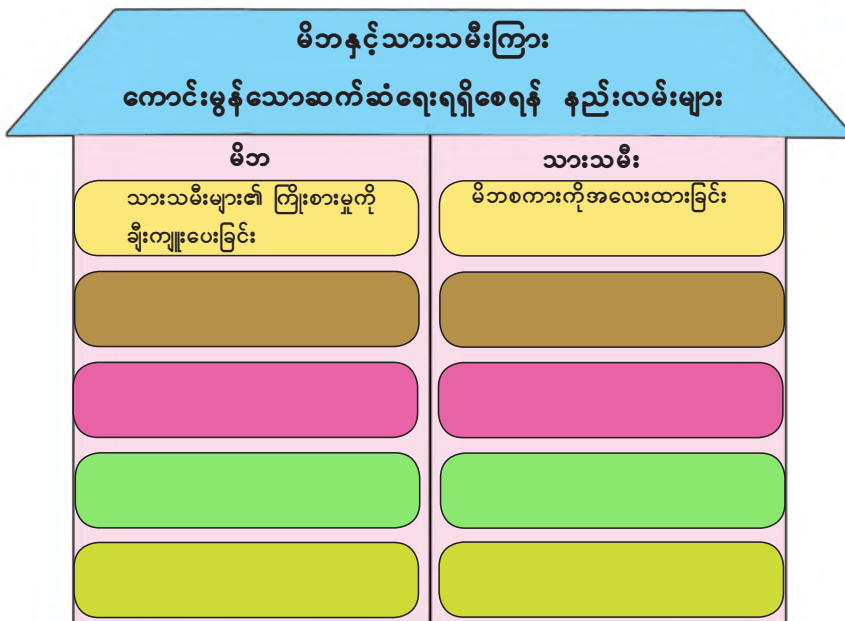 မိဘနှင့်သားသမီးကြား
ကောင်းမွန်သောဆက်ဆံရေးရရှိစေရန် နည်းလမ်းများ
မိဘ
သားသမီး
သားသမီးများ၏ ကြိုးစားမှုကို
ချီးကျူးပေးခြင်း
မိဘစကားကိုအလေးထားခြင်း